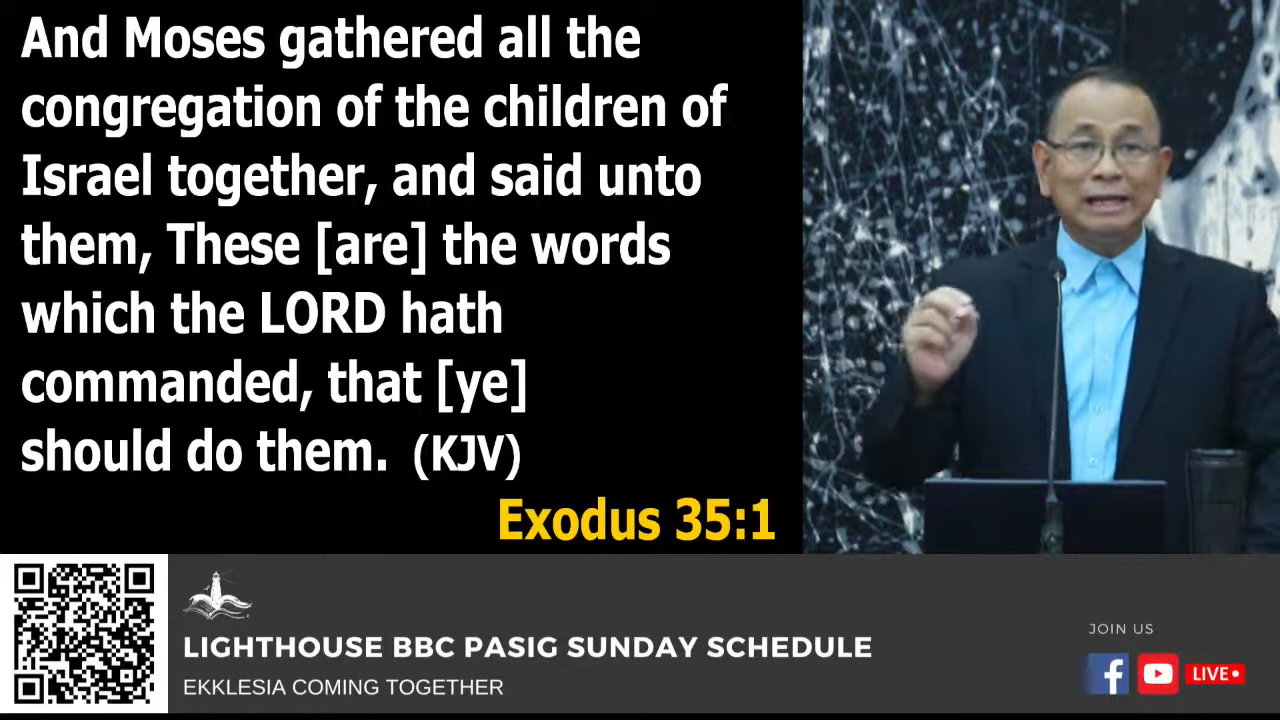 And Moses gathered all the
congregation of the children of
Israel together, and said unto
them, These [are] the words
which the LORD hath
commanded, that [ye]
should do them. (KJV)
Exodus 35:1
LIGHTHOUSE BBC PASIG SUNDAY SCHEDULE
EKKLESIA COMING TOGETHER
JOIN US
LIVE